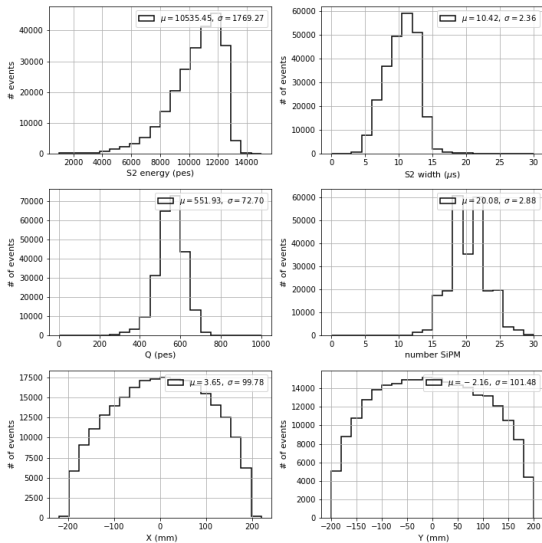 μ = 10535.45, σ = 1769.27
# of events
40000
30000
20000
10000
0
2000 4000 6000 8000 10000 12000 14000
S2 energy (pes)
μ = 10.42, σ = 2.36
# of events
60000
50000
40000
30000
20000
10000
0
0 5 10 15 20 25 30
S2 width (μs)
μ = 551.93, σ = 72.70
# of events
70000
60000
50000
40000
30000
20000
10000
0
0 200 400 600 800 1000
Q (pes)
μ = 20.08, σ = 2.88
# of events
60000
50000
40000
30000
20000
10000
0
0 5 10 15 20 25 30
number SiPM
μ = 3.65, σ = 99.78
# of events
17500
15000
12500
10000
7500
5000
2500
0
−200 −100 0 100 200
X (mm)
μ = −2.16, σ = 101.48
# of events
14000
12000
10000
8000
6000
4000
2000
0
−200 −150 −100 −50 0 50 100 150 200
Y (mm)